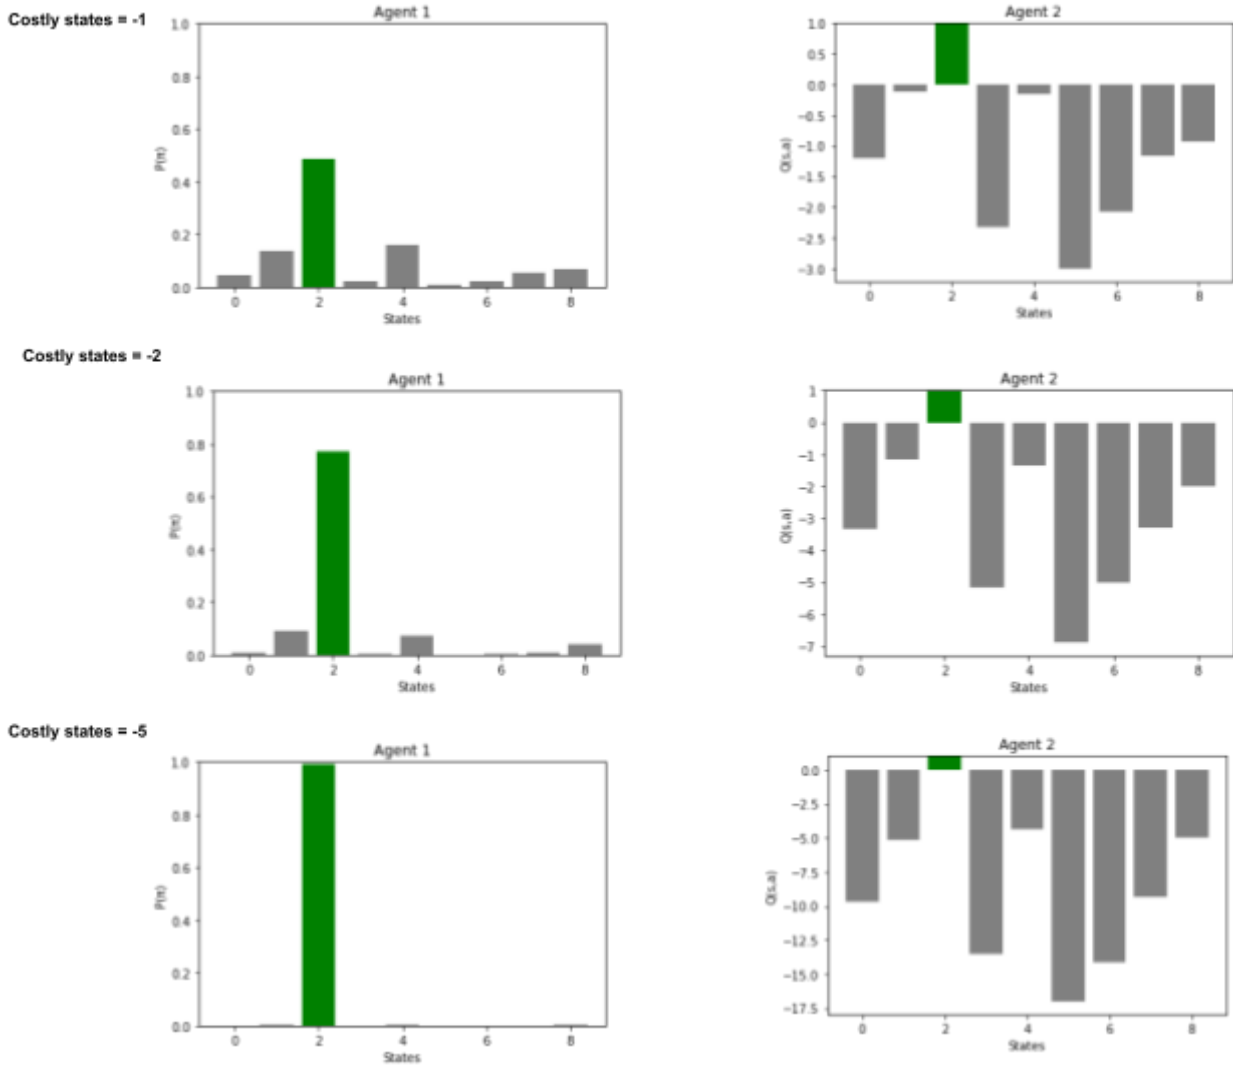 Costly states = -1
Agent 1
1.0
0.8
0.6
0.4
0.2
0.0
P(π)
0 2 4 6 8
States
Agent 2
1.0
0.5
0.0
−0.5
−1.0
−1.5
−2.0
−2.5
−3.0
Q(s,a)
0 2 4 6 8
States
Costly states = -2
Agent 1
1.0
0.8
0.6
0.4
0.2
0.0
P(π)
0 2 4 6 8
States
Agent 2
1
0
−1
−2
−3
−4
−5
−6
−7
Q(s,a)
0 2 4 6 8
States
Costly states = -5
Agent 1
1.0
0.8
0.6
0.4
0.2
0.0
P(π)
0 2 4 6 8
States
Agent 2
0.0
−2.5
−5.0
−7.5
−10.0
−12.5
−15.0
−17.5
Q(s,a)
0 2 4 6 8
States